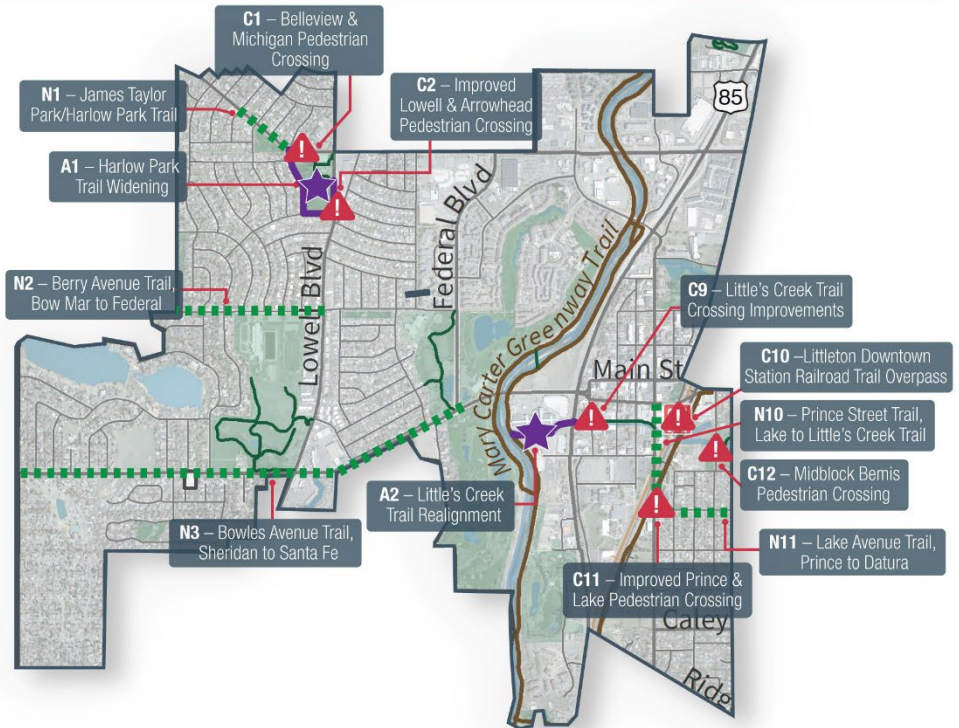 C1 – Belleview &
Michigan Pedestrian
Crossing
N1 – James Taylor
Park/Harlow Park Trail
C2 – Improved
Lowell & Arrowhead
Pedestrian Crossing
85
A1 – Harlow Park
Trail Widening
N2 – Berry Avenue Trail,
Bow Mar to Federal
Lowel Blvd
Federal Blvd
Mary Carter Greenway Trail
C9 – Little's Creek Trail
Crossing Improvements
Main St
C10 –Littleton Downtown
Station Railroad Trail Overpass
N10 – Prince Street Trail,
Lake to Little's Creek Trail
C12 – Midblock Bemis
Pedestrian Crossing
A2 – Little's Creek
Trail Realignment
N3 – Bowles Avenue Trail,
Sheridan to Santa Fe
N11 – Lake Avenue Trail,
Prince to Datura
C11 – Improved Prince &
Lake Pedestrian Crossing
Caley
Ridg
!
!
!
!
!
!